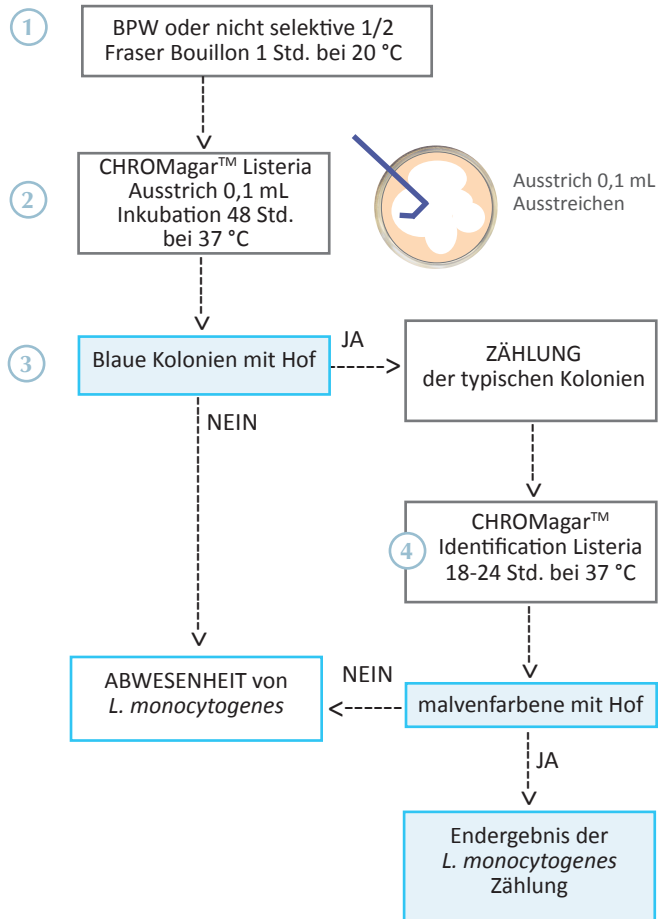 1
BPW oder nicht selektive 1/2
Fraser Bouillon 1 Std. bei 20 °C
2
CHROMagar™ Listeria
Ausstrich 0,1 mL
Inkubation 48 Std.
bei 37 °C
Ausstrich 0,1 mL
Ausstreichen
3
Blaue Kolonien mit Hof
JA
ZÄHLUNG
der typischen Kolonien
NEIN
4
CHROMagar™
Identification Listeria
18-24 Std. bei 37 °C
ABWESENHEIT von
L. monocytogenes
NEIN
malvenfarbene mit Hof
JA
Endergebnis der
L. monocytogenes
Zählung